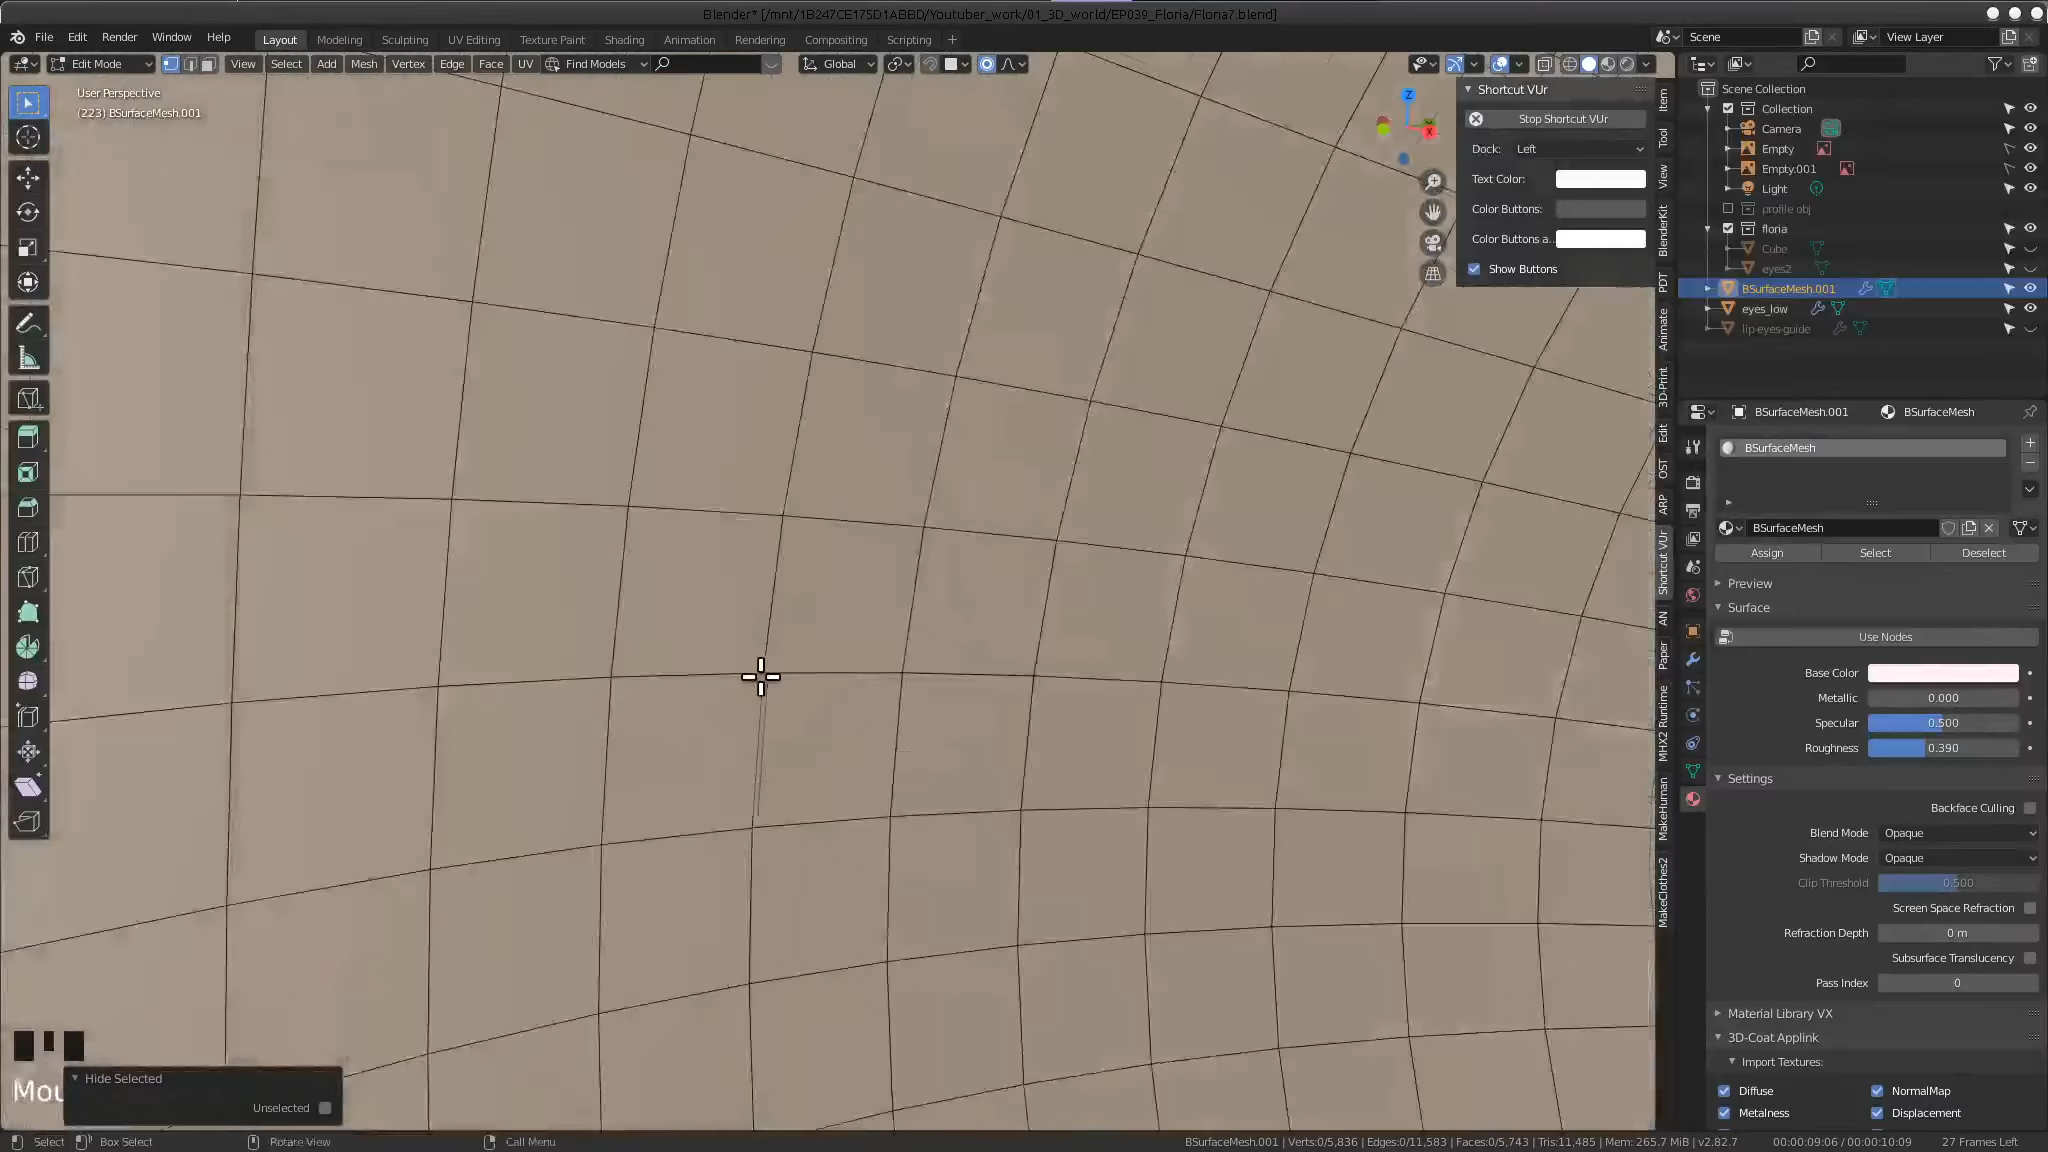 Blender* [/mnt/1B247CE175D1ABBD/Youtuber_work/01_3D_world/EP039_Floria/Floria7.blend]
File Edit Render Window Help Layout Modeling Sculpting UV Editing Texture Paint Shading Animation Rendering Compositing Scripting + Scene View Layer
Edit Mode View Select Add Mesh Vertex Edge Face UV Find Models Global
User Perspective
(223) BSurfaceMesh.001
Z
X
Shortcut VUr
Stop Shortcut VUr
Dock: Left
Text Color:
Color Buttons:
Color Buttons a..
Show Buttons
Item
Tool
View
BlenderKit
PDT
Animate
3D-Print
Edit
OST
ARP
Shortcut VUr
AN
Paper
MHX2 Runtime
MakeHuman
MakeClothes2
Scene Collection
Collection
Camera
Empty
Empty.001
Light
profile obj
floria
Cube
eyes2
BSurfaceMesh.001
eyes_low
lip-eyes-guide
BSurfaceMesh.001 BSurfaceMesh
BSurfaceMesh
BSurfaceMesh
Assign Select Deselect
Preview
Surface
Use Nodes
Base Color
Metallic 0.000
Specular 0.500
Roughness 0.390
Settings
Backface Culling
Blend Mode Opaque
Shadow Mode Opaque
Clip Threshold 0.500
Screen Space Refraction
Refraction Depth 0 m
Subsurface Translucency
Pass Index 0
Material Library VX
3D-Coat Applink
Import Textures:
Diffuse NormalMap
Metalness Displacement
Mou
Hide Selected
Unselected
Select Box Select Rotate View Call Menu BSurfaceMesh.001 | Verts:0/5,836 | Edges:0/11,583 | Faces:0/5,743 | Tris:11,485 | Mem: 265.7 MiB | v2.82.7 00:00:09:06 / 00:00:10:09 27 Frames Left